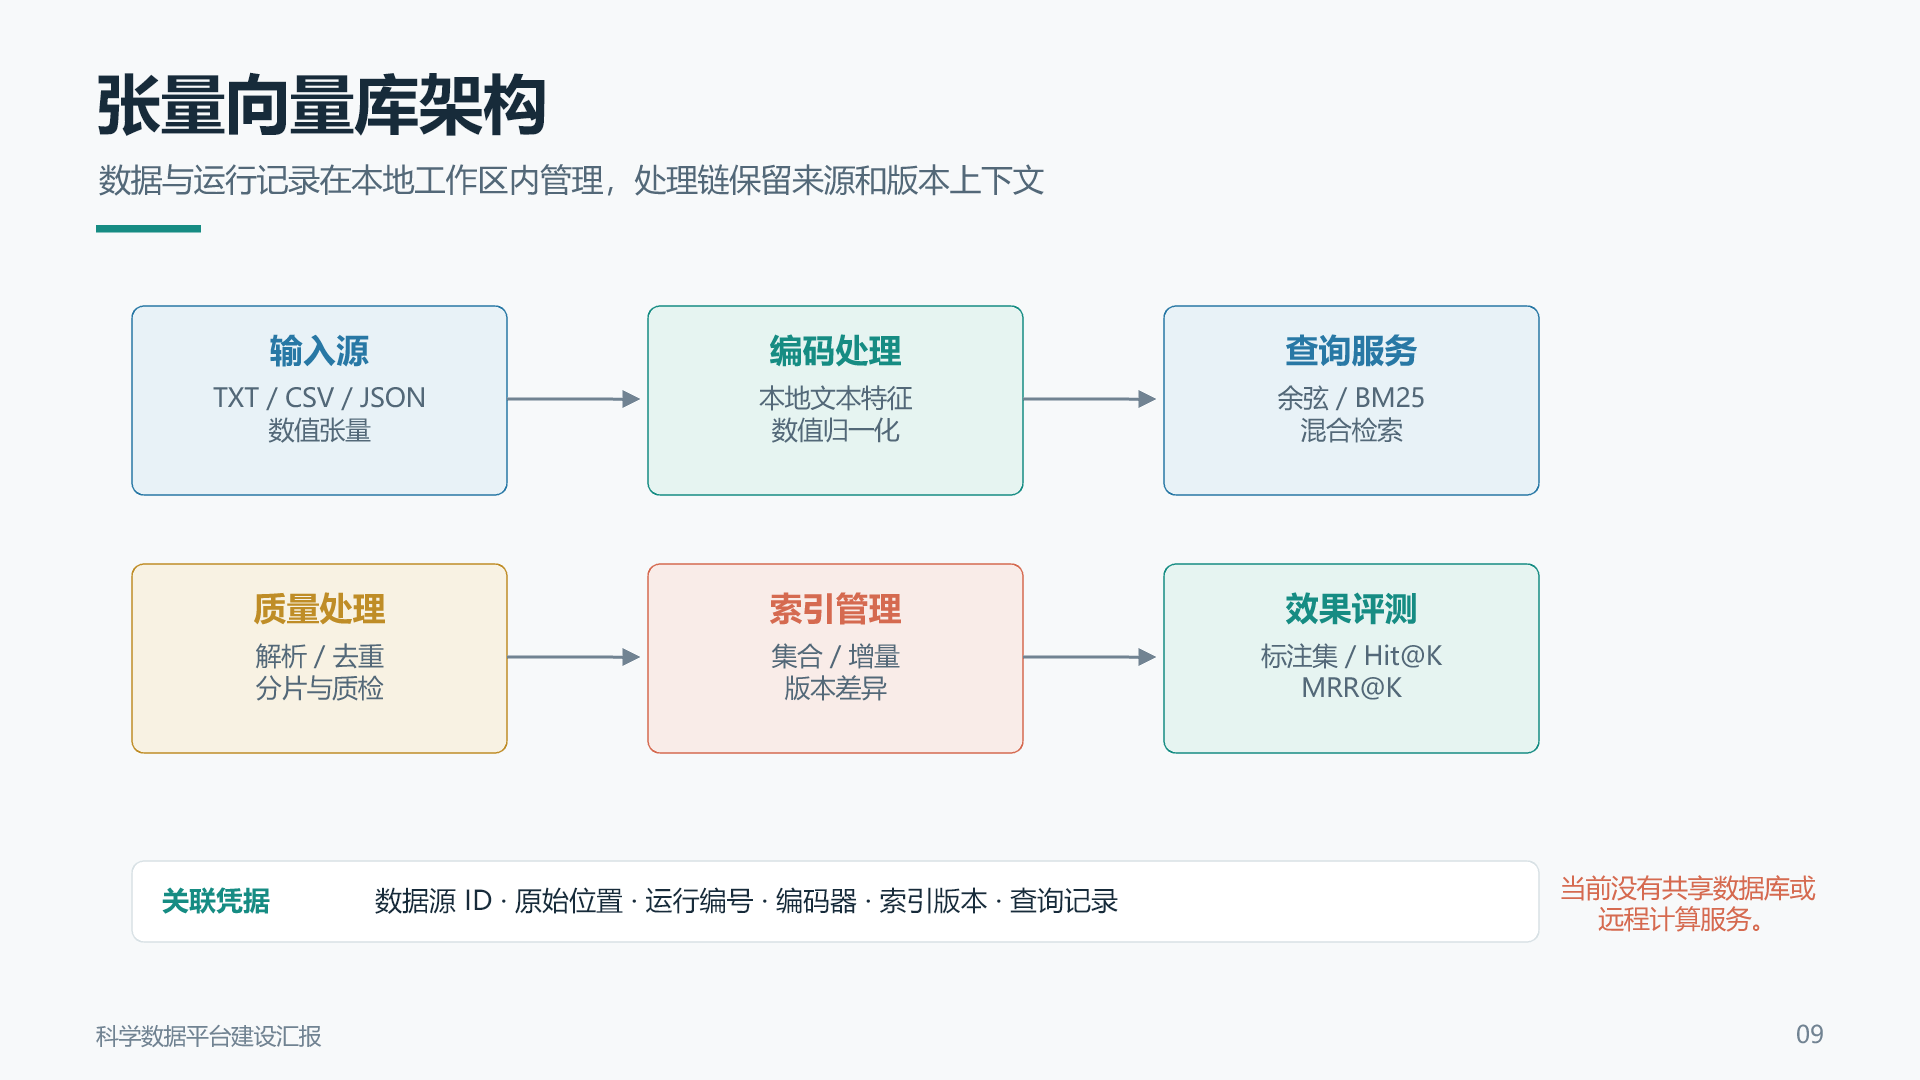 张量向量库架构
数据与运行记录在本地工作区内管理，处理链保留来源和版本上下文
输入源
TXT / CSV / JSON
数值张量
编码处理
本地文本特征
数值归一化
查询服务
余弦 / BM25
混合检索
质量处理
解析 / 去重
分片与质检
索引管理
集合 / 增量
版本差异
效果评测
标注集 / Hit@K
MRR@K
关联凭据
数据源 ID · 原始位置 · 运行编号 · 编码器 · 索引版本 · 查询记录
当前没有共享数据库或
远程计算服务。
科学数据平台建设汇报
09